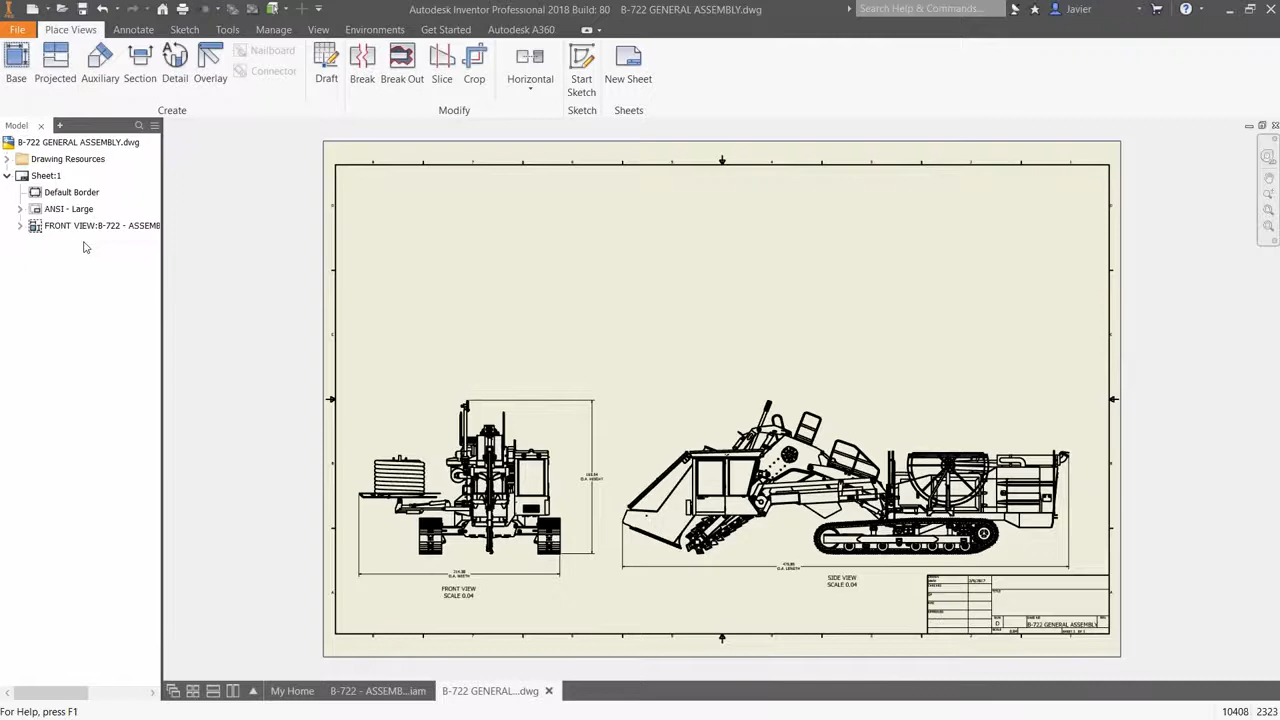 Autodesk Inventor Professional 2018 Build: 80 B-722 GENERAL ASSEMBLY.dwg
Search Help & Commands...
Javier
File Place Views Annotate Sketch Tools Manage View Environments Get Started Autodesk A360
Nailboard
Connector
Base Projected Auxiliary Section Detail Overlay Draft Break Break Out Slice Crop Horizontal Start Sketch New Sheet
Create Modify Sketch Sheets
Model
B-722 GENERAL ASSEMBLY.dwg
Drawing Resources
Sheet:1
Default Border
ANSI - Large
FRONT VIEW:B-722 - ASSEMB
O.A. HEIGHT
O.A. WIDTH
O.A. LENGTH
FRONT VIEW
SCALE 0.04
SIDE VIEW
SCALE 0.04
TITLE
D
B-722 GENERAL ASSEMBLY
My Home B-722 - ASSEMB...iam B-722 GENERAL...dwg
For Help, press F1
10408 2323